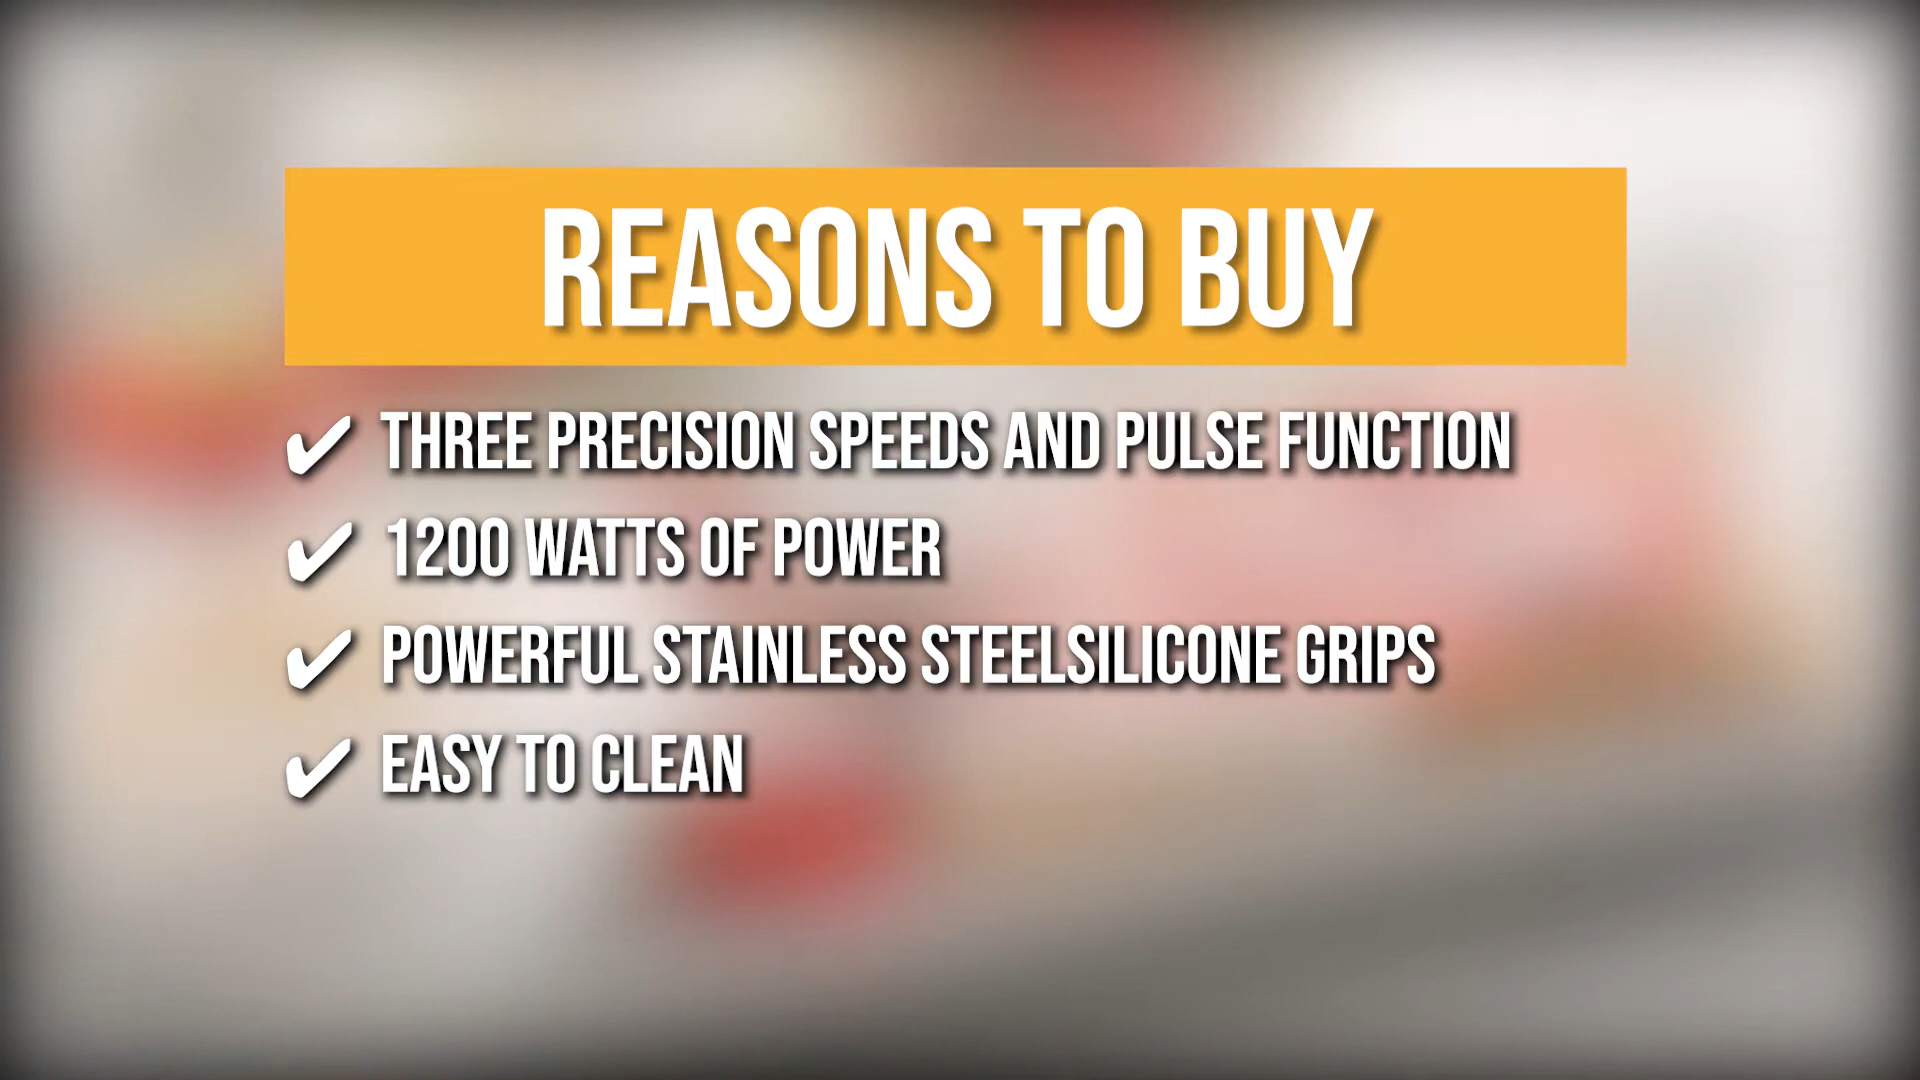 REASONS TO BUY
✔ THREE PRECISION SPEEDS AND PULSE FUNCTION
✔ 1200 WATTS OF POWER
✔ POWERFUL STAINLESS STEELSILICONE GRIPS
✔ EASY TO CLEAN